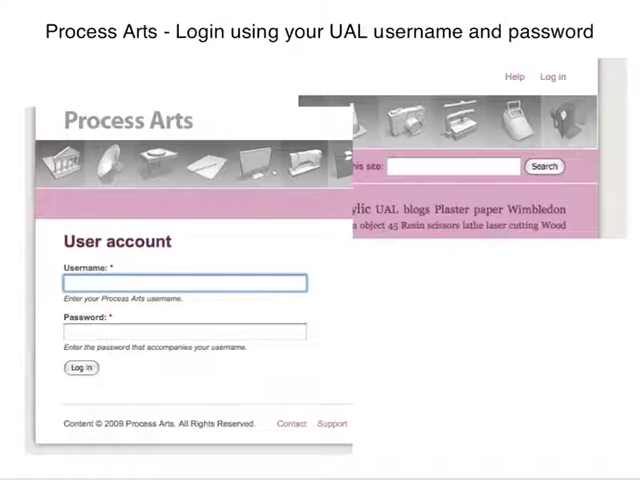 Process Arts - Login using your UAL username and password
Help Log in
Process Arts
his site: Search
ylic UAL blogs Plaster paper Wimbledon
object 45 Resin scissors lathe laser cutting Wood
User account
Username: *
Enter your Process Arts username.
Password: *
Enter the password that accompanies your username.
Log in
Content © 2009 Process Arts. All Rights Reserved. Contact Support